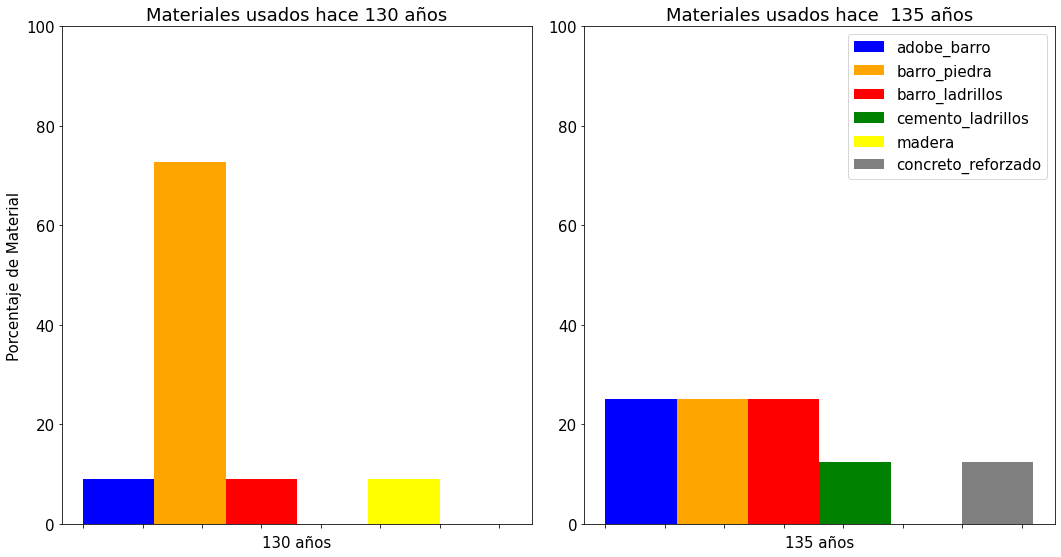 Materiales usados hace 130 años
100
80
60
40
20
0
Porcentaje de Material
130 años
Materiales usados hace  135 años
100
80
60
40
20
0
adobe_barro
barro_piedra
barro_ladrillos
cemento_ladrillos
madera
concreto_reforzado
135 años